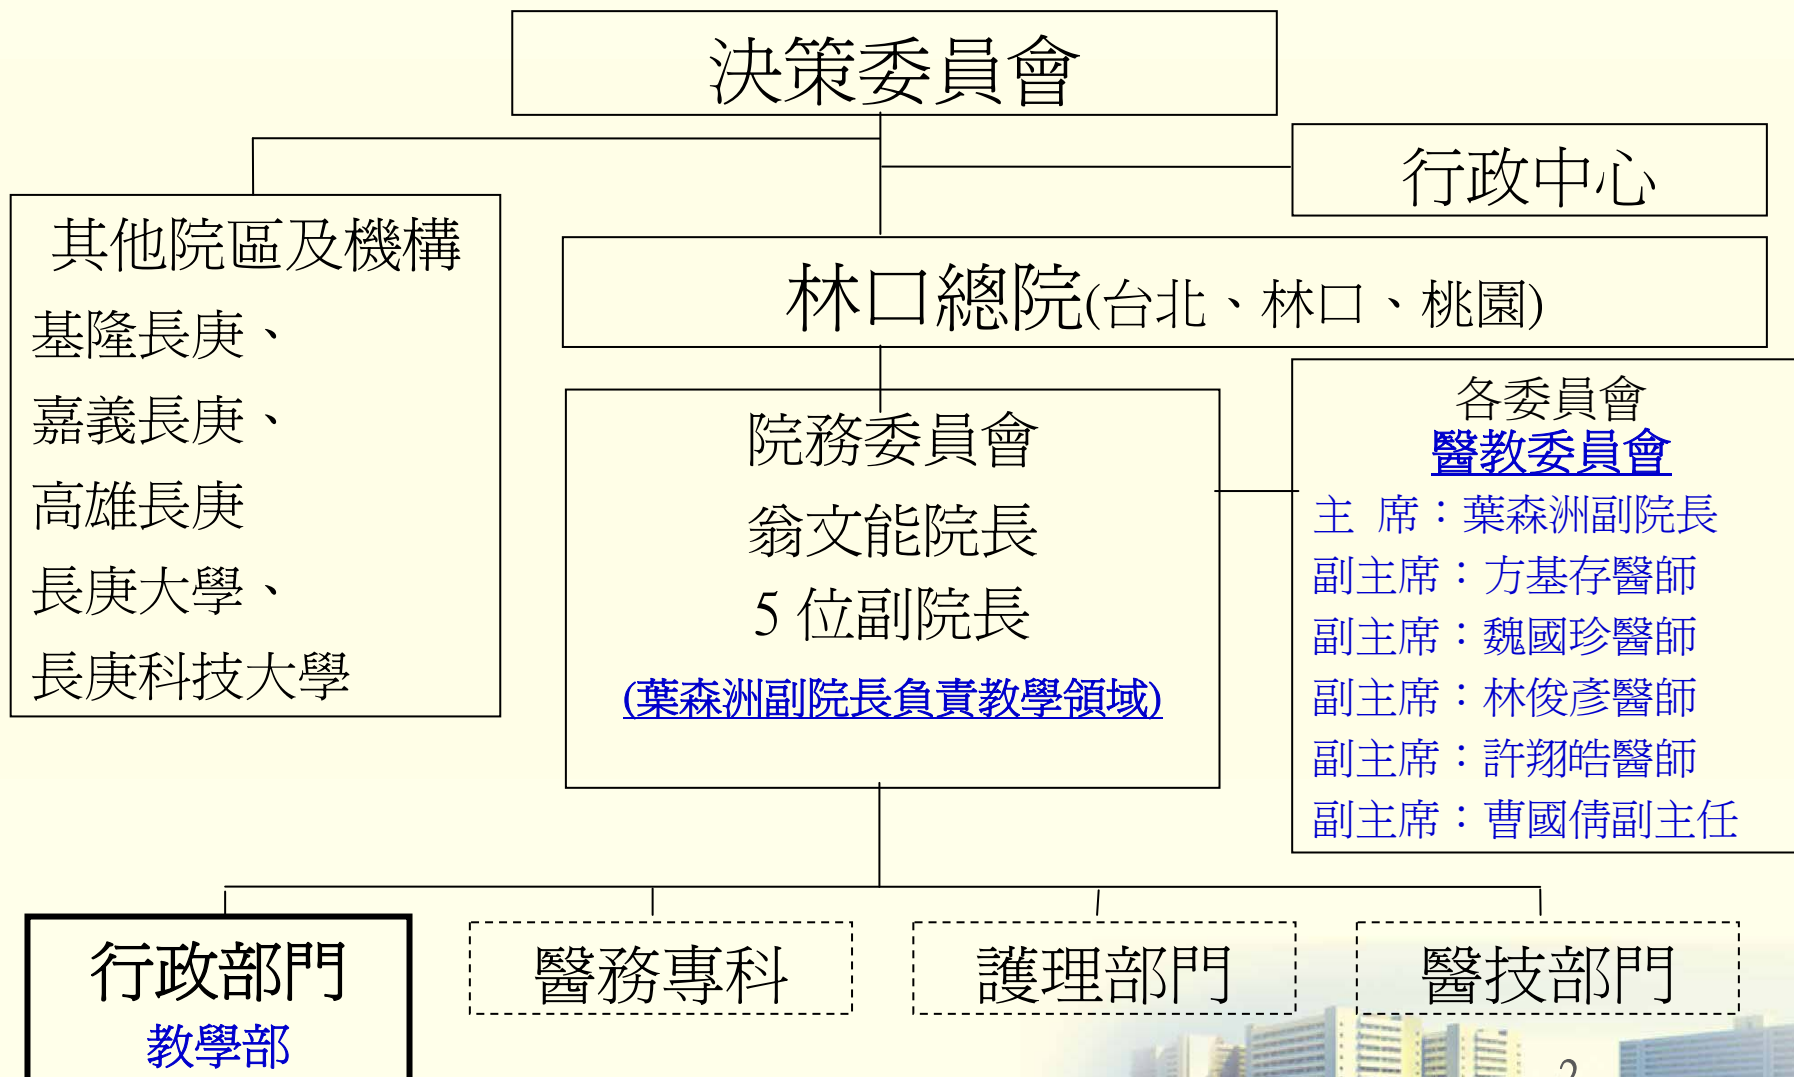 決策委員會
行政中心
其他院區及機構
基隆長庚、
嘉義長庚、
高雄長庚
長庚大學、
長庚科技大學
林口總院(台北、林口、桃園)
院務委員會
翁文能院長
5 位副院長
(葉森洲副院長負責教學領域)
各委員會
醫教委員會
主 席：葉森洲副院長
副主席：方基存醫師
副主席：魏國珍醫師
副主席：林俊彥醫師
副主席：許翔皓醫師
副主席：曹國倩副主任
行政部門
教學部
醫務專科
護理部門
醫技部門
2